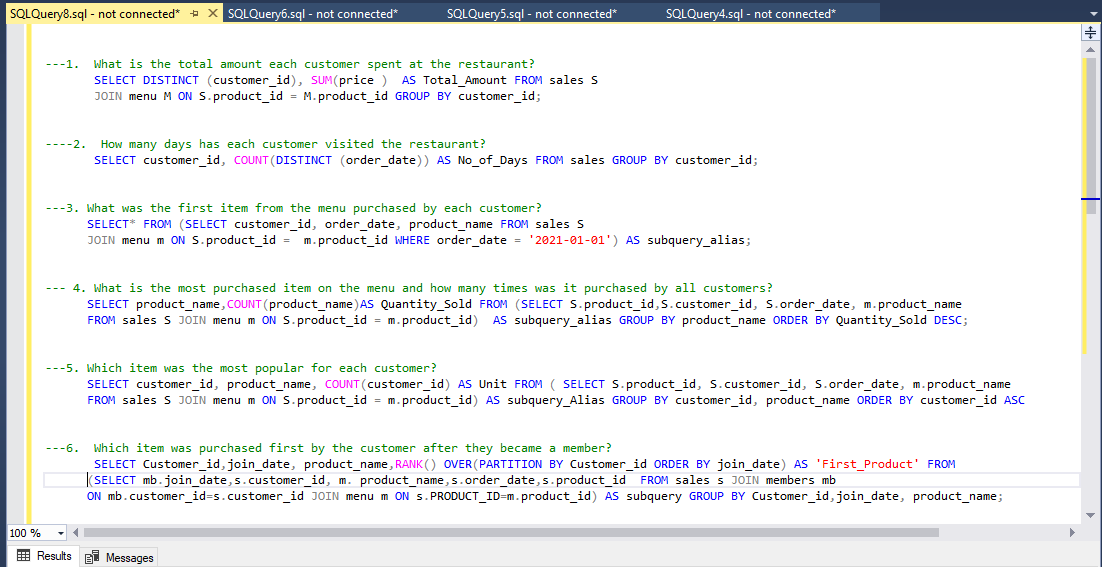 SQLQuery8.sql - not connected* SQLQuery6.sql - not connected* SQLQuery5.sql - not connected* SQLQuery4.sql - not connected*
---1.  What is the total amount each customer spent at the restaurant?
SELECT DISTINCT (customer_id), SUM(price )  AS Total_Amount FROM sales S
JOIN menu M ON S.product_id = M.product_id GROUP BY customer_id;
----2.  How many days has each customer visited the restaurant?
SELECT customer_id, COUNT(DISTINCT (order_date)) AS No_of_Days FROM sales GROUP BY customer_id;
---3. What was the first item from the menu purchased by each customer?
SELECT* FROM (SELECT customer_id, order_date, product_name FROM sales S
JOIN menu m ON S.product_id =  m.product_id WHERE order_date = '2021-01-01') AS subquery_alias;
--- 4. What is the most purchased item on the menu and how many times was it purchased by all customers?
SELECT product_name,COUNT(product_name)AS Quantity_Sold FROM (SELECT S.product_id,S.customer_id, S.order_date, m.product_name
FROM sales S JOIN menu m ON S.product_id = m.product_id)  AS subquery_alias GROUP BY product_name ORDER BY Quantity_Sold DESC;
---5. Which item was the most popular for each customer?
SELECT customer_id, product_name, COUNT(customer_id) AS Unit FROM ( SELECT S.product_id, S.customer_id, S.order_date, m.product_name
FROM sales S JOIN menu m ON S.product_id = m.product_id) AS subquery_Alias GROUP BY customer_id, product_name ORDER BY customer_id ASC
---6.  Which item was purchased first by the customer after they became a member?
SELECT Customer_id,join_date, product_name,RANK() OVER(PARTITION BY Customer_id ORDER BY join_date) AS 'First_Product' FROM
(SELECT mb.join_date,s.customer_id, m. product_name,s.order_date,s.product_id  FROM sales s JOIN members mb
ON mb.customer_id=s.customer_id JOIN menu m ON s.PRODUCT_ID=m.product_id) AS subquery GROUP BY Customer_id,join_date, product_name;
100 %
Results Messages